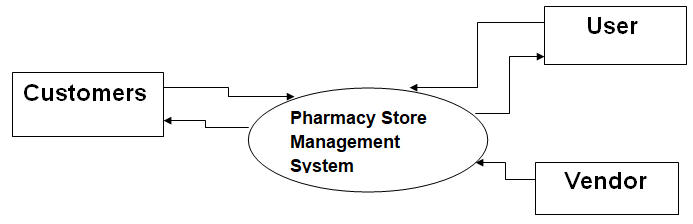 User
Customers
Pharmacy Store
Management
System
Vendor